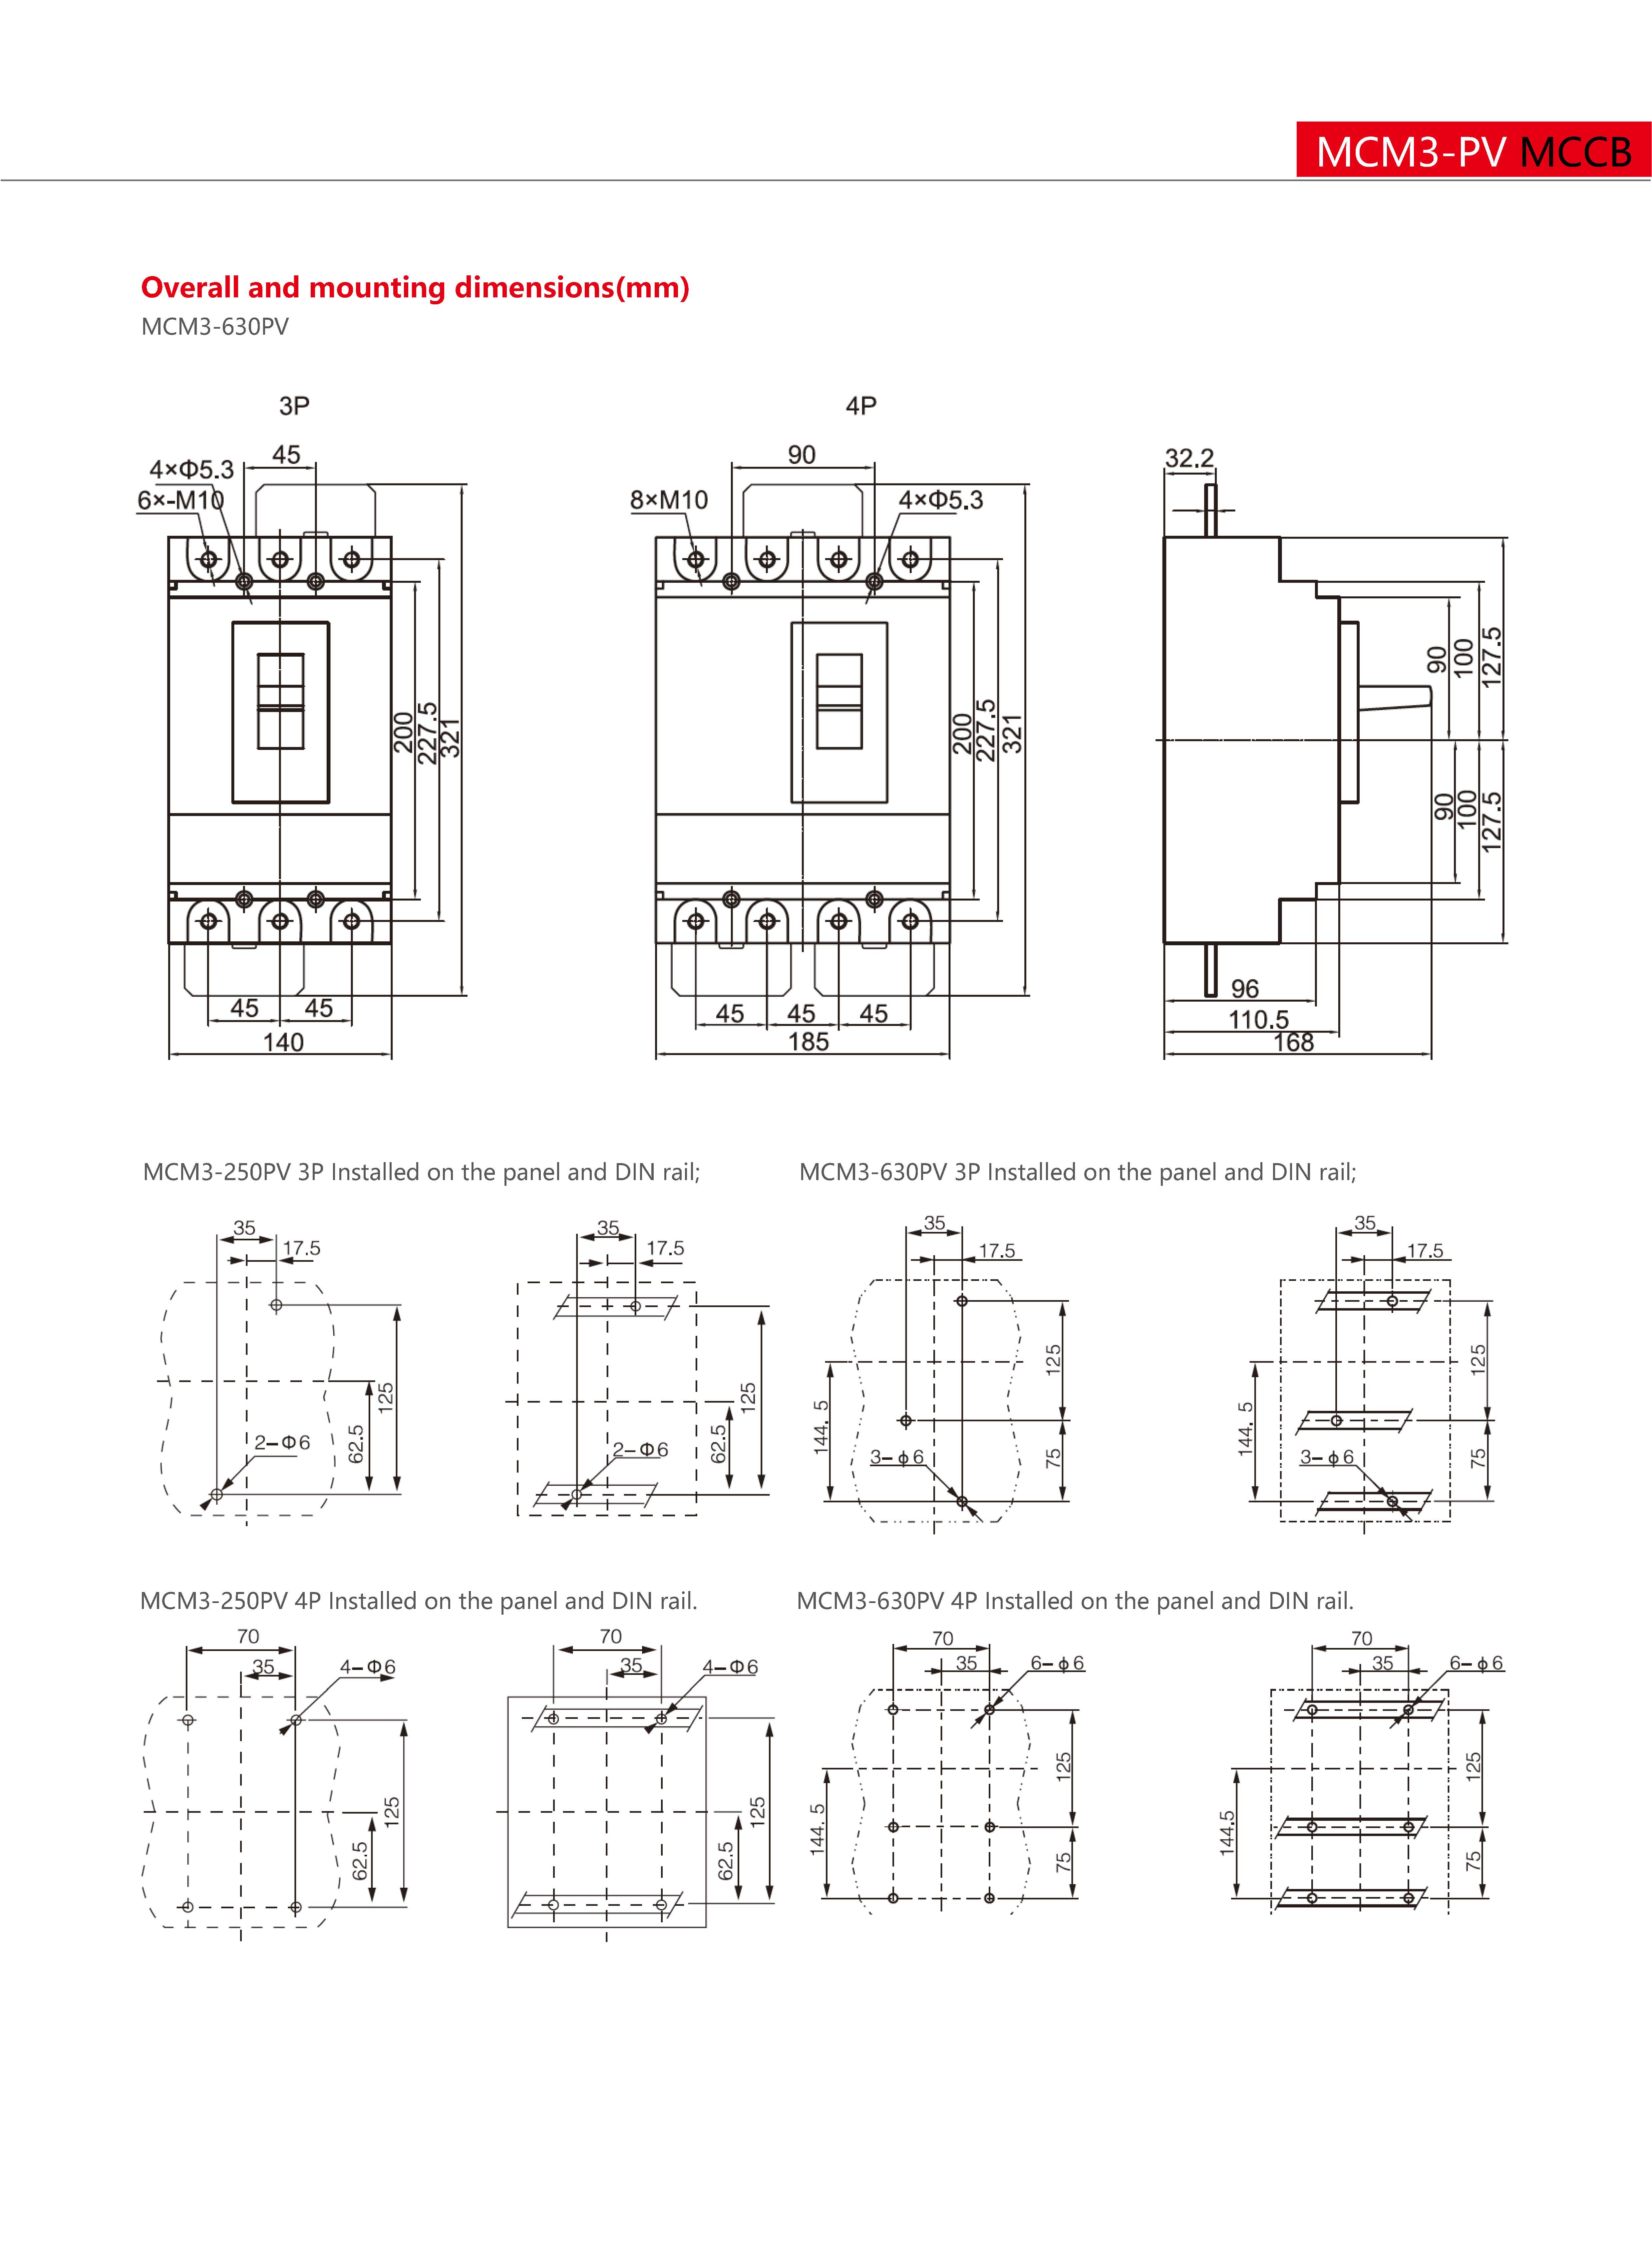 MCM3-PV MCCB
Overall and mounting dimensions(mm)
MCM3-630PV
3P
4P
45
4×Φ5.3
6×-M10
200
227.5
321
45
45
140
90
8×M10
4×Φ5.3
200
227.5
321
45
45
45
185
32.2
90
100
127.5
90
100
127.5
96
110.5
168
MCM3-250PV 3P Installed on the panel and DIN rail;
MCM3-630PV 3P Installed on the panel and DIN rail;
35
17.5
125
62.5
2-Φ6
35
17.5
125
62.5
2-Φ6
35
17.5
125
144. 5
75
3-ϕ6
35
17.5
125
144. 5
75
3-ϕ6
MCM3-250PV 4P Installed on the panel and DIN rail.
MCM3-630PV 4P Installed on the panel and DIN rail.
70
35
4-Φ6
125
62.5
70
35
4-Φ6
125
62.5
70
35
6-ϕ6
125
144. 5
75
70
35
6-ϕ6
125
144.5
75